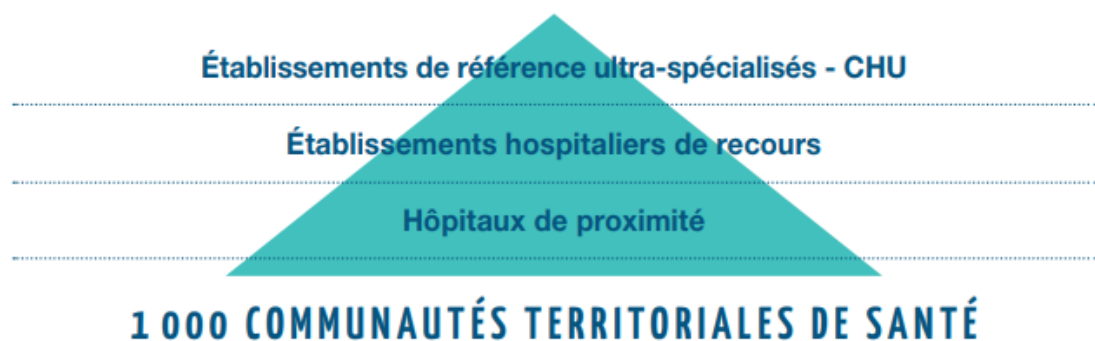 Établissements de référence ultra-spécialisés - CHU
Établissements hospitaliers de recours
Hôpitaux de proximité
1 000 COMMUNAUTÉS TERRITORIALES DE SANTÉ